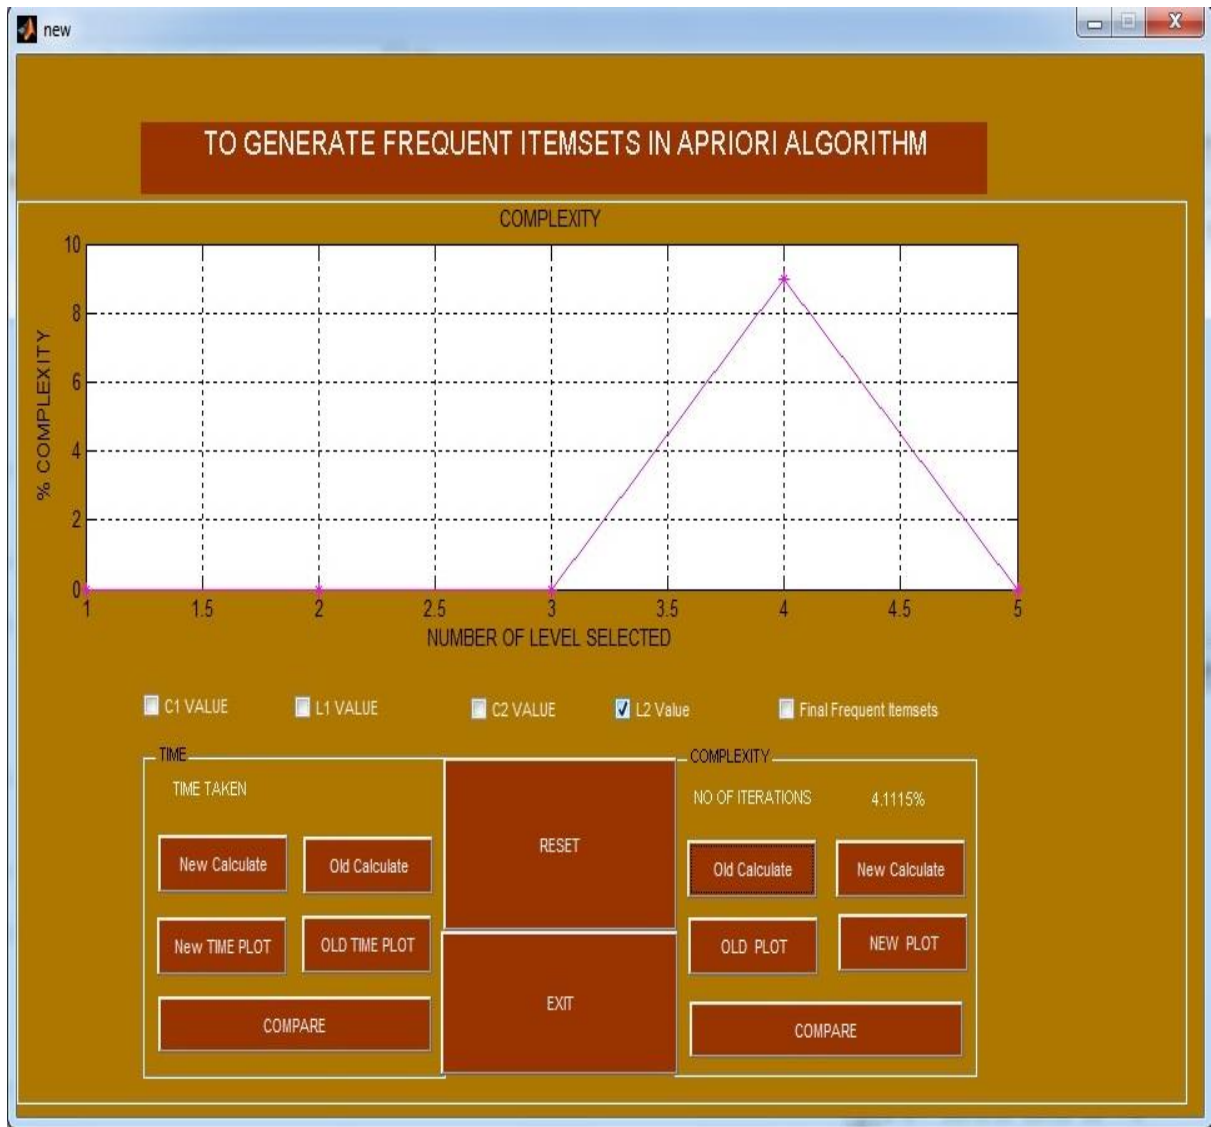 new
X
TO GENERATE FREQUENT ITEMSETS IN APRIORI ALGORITHM
COMPLEXITY
10
8
6
4
2
0
% COMPLEXITY
1 1.5 2 2.5 3 3.5 4 4.5 5
NUMBER OF LEVEL SELECTED
C1 VALUE L1 VALUE C2 VALUE L2 Value Final Frequent Itemsets
TIME
TIME TAKEN
New Calculate Old Calculate
New TIME PLOT OLD TIME PLOT
COMPARE
RESET
EXIT
COMPLEXITY
NO OF ITERATIONS 4.1115%
Old Calculate New Calculate
OLD PLOT NEW PLOT
COMPARE